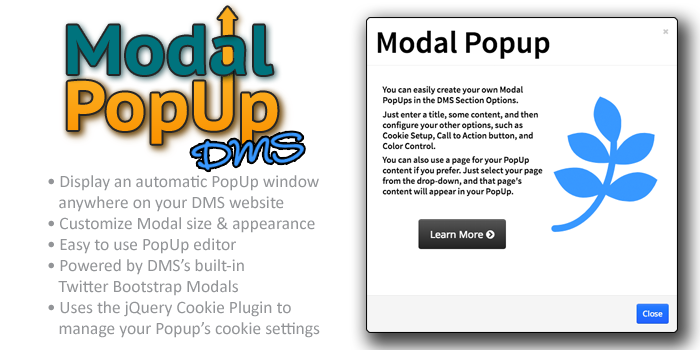 Modal
PopUp
DMS
• Display an automatic PopUp window
anywhere on your DMS website
• Customize Modal size & appearance
• Easy to use PopUp editor
• Powered by DMS's built-in
Twitter Bootstrap Modals
• Uses the jQuery Cookie Plugin to
manage your Popup's cookie settings
×
Modal Popup
You can easily create your own Modal
PopUps in the DMS Section Options.
Just enter a title, some content, and then
configure your other options, such as
Cookie Setup, Call to Action button, and
Color Control.
You can also use a page for your PopUp
content if you prefer. Just select your page
from the drop-down, and that page's
content will appear in your PopUp.
Learn More
Close